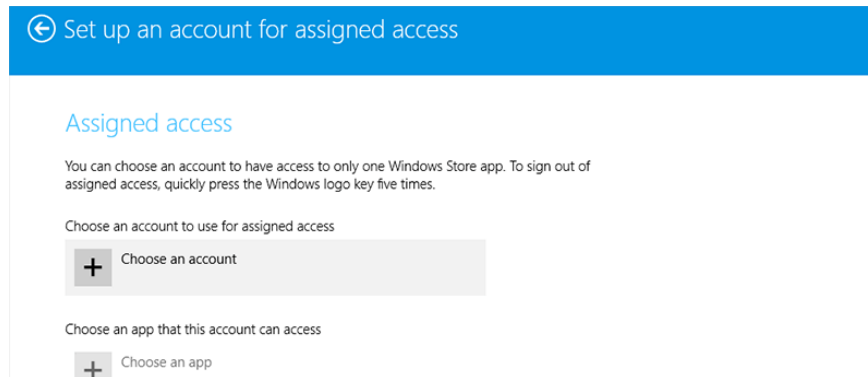 Set up an account for assigned access
Assigned access
You can choose an account to have access to only one Windows Store app. To sign out of
assigned access, quickly press the Windows logo key five times.
Choose an account to use for assigned access
Choose an account
Choose an app that this account can access
Choose an app